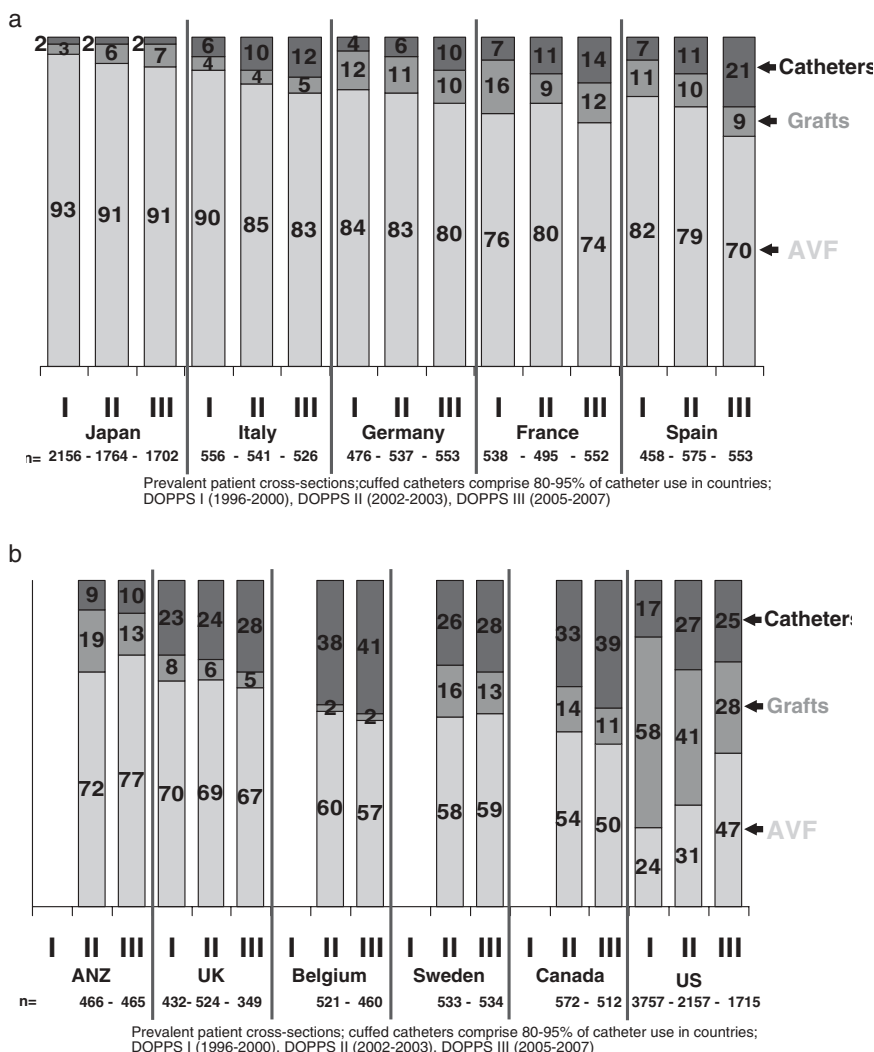 a
2 2 2 6 10 12 4 6 10 7 11 14 7 11 21 Catheters
3 6 7 4 4 5 12 11 10 16 9 12 11 10 9 Grafts
93 91 91 90 85 83 84 83 80 76 80 74 82 79 70 AVF
I II III I II III I II III I II III I II III
Japan Italy Germany France Spain
n= 2156 - 1764 - 1702 556 - 541 - 526 476 - 537 - 553 538 - 495 - 552 458 - 575 - 553
Prevalent patient cross-sections;cuffed catheters comprise 80-95% of catheter use in countries;
DOPPS I (1996-2000), DOPPS II (2002-2003), DOPPS III (2005-2007)
b
9 10 23 24 28 38 41 26 28 33 39 17 27 25 Catheters
19 13 8 6 5 2 2 16 13 14 11 58 41 28 Grafts
72 77 70 69 67 60 57 58 59 54 50 24 31 47 AVF
I II III I II III I II III I II III I II III I II III
ANZ UK Belgium Sweden Canada US
n= 466 - 465 432- 524 - 349 521 - 460 533 - 534 572 - 512 3757 - 2157 - 1715
Prevalent patient cross-sections; cuffed catheters comprise 80-95% of catheter use in countries;
DOPPS I (1996-2000), DOPPS II (2002-2003), DOPPS III (2005-2007)